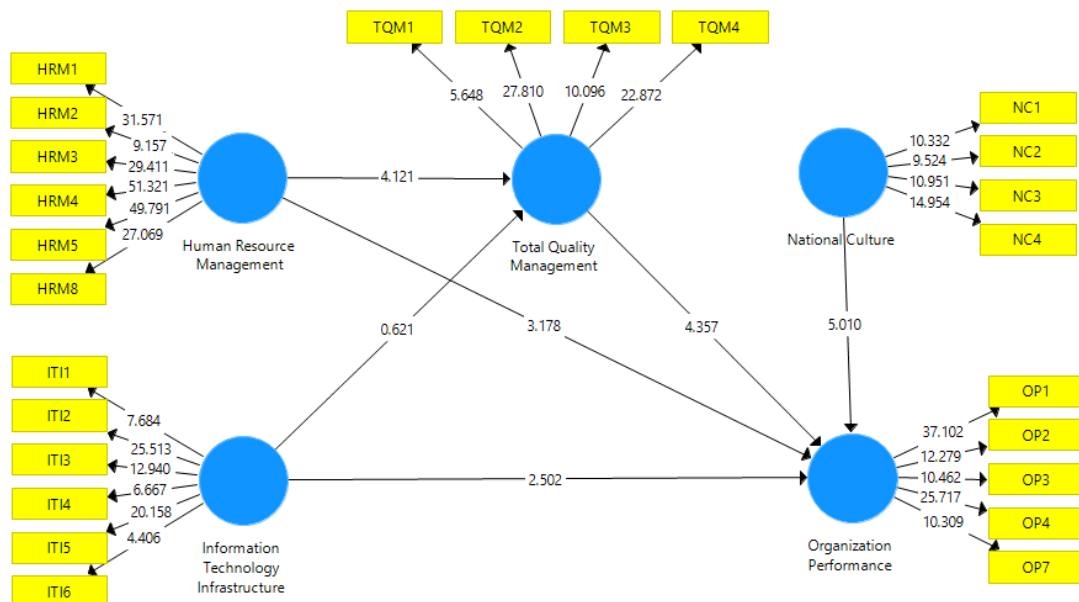 TQM1
TQM2
TQM3
TQM4
5.648
27.810
10.096
22.872
HRM1
HRM2
HRM3
HRM4
HRM5
HRM8
31.571
9.157
29.411
51.321
49.791
27.069
Human Resource
Management
4.121
Total Quality
Management
NC1
NC2
NC3
NC4
10.332
9.524
10.951
14.954
National Culture
0.621
3.178
4.357
5.010
ITI1
ITI2
ITI3
ITI4
ITI5
ITI6
7.684
25.513
12.940
6.667
20.158
4.406
Information
Technology
Infrastructure
2.502
OP1
OP2
OP3
OP4
OP7
37.102
12.279
10.462
25.717
10.309
Organization
Performance